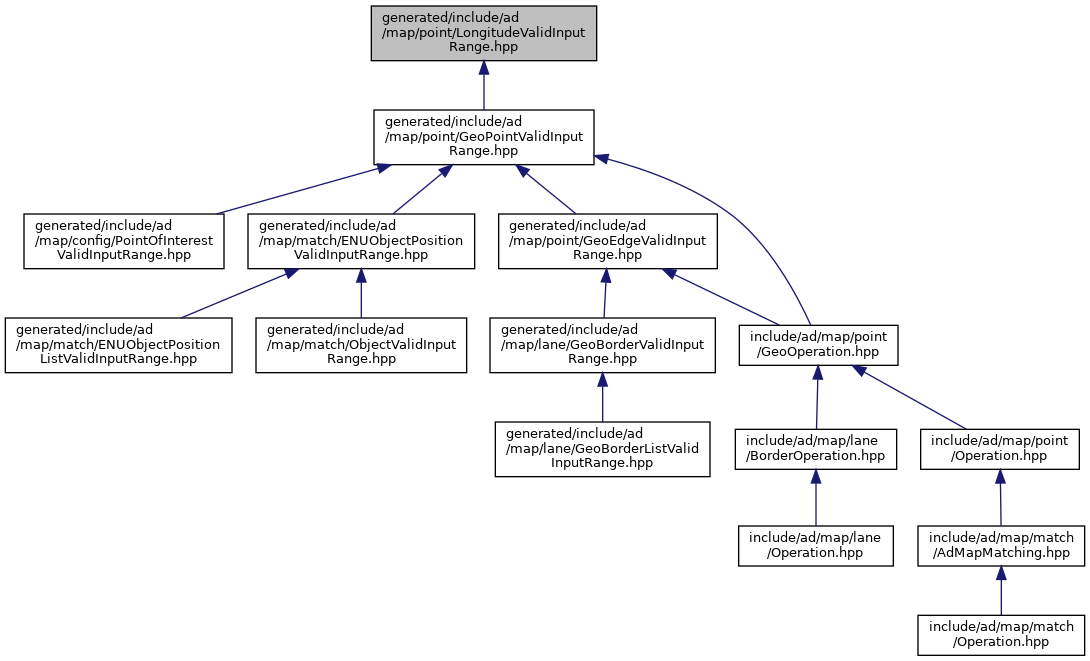 generated/include/ad
/map/point/LongitudeValidInput
Range.hpp
generated/include/ad
/map/point/GeoPointValidInput
Range.hpp
generated/include/ad
/map/config/PointOfInterest
ValidInputRange.hpp
generated/include/ad
/map/match/ENUObjectPosition
ValidInputRange.hpp
generated/include/ad
/map/point/GeoEdgeValidInput
Range.hpp
generated/include/ad
/map/match/ENUObjectPosition
ListValidInputRange.hpp
generated/include/ad
/map/match/ObjectValidInput
Range.hpp
generated/include/ad
/map/lane/GeoBorderValidInput
Range.hpp
include/ad/map/point
/GeoOperation.hpp
generated/include/ad
/map/lane/GeoBorderListValid
InputRange.hpp
include/ad/map/lane
/BorderOperation.hpp
include/ad/map/point
/Operation.hpp
include/ad/map/lane
/Operation.hpp
include/ad/map/match
/AdMapMatching.hpp
include/ad/map/match
/Operation.hpp